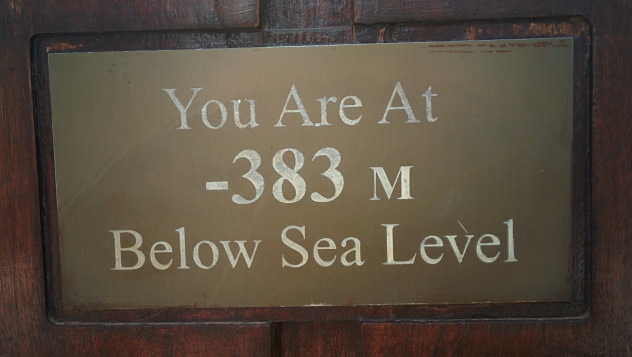 You Are At
-383 M
Below Sea Level